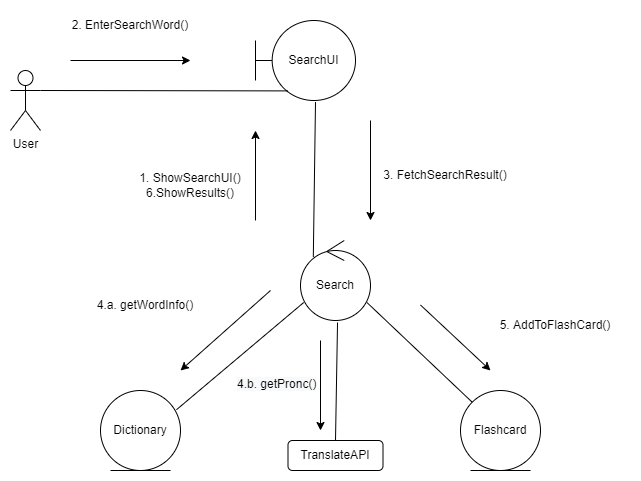 2. EnterSearchWord()
SearchUI
User
1. ShowSearchUI()
6.ShowResults()
3. FetchSearchResult()
Search
4.a. getWordInfo()
5. AddToFlashCard()
4.b. getPronc()
Dictionary
TranslateAPI
Flashcard